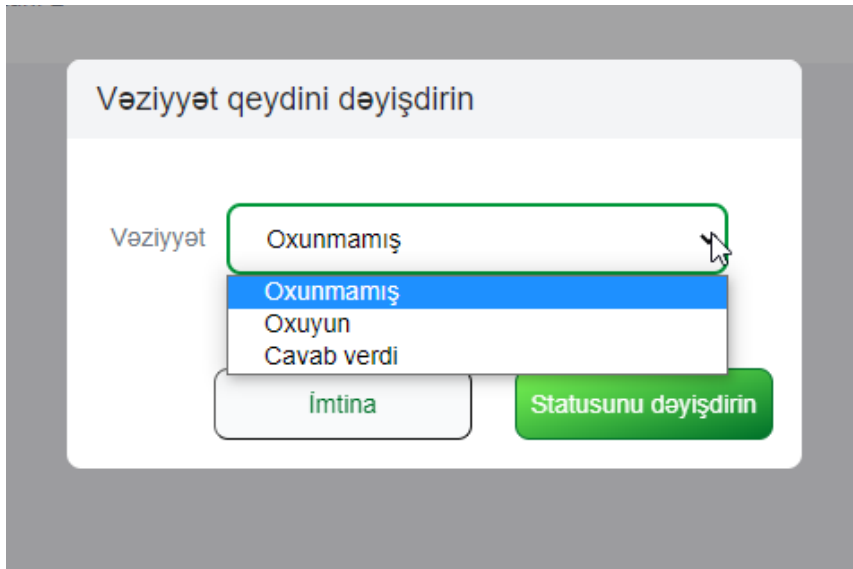 Vəziyyət qeydini dəyişdirin
Vəziyyət
Oxunmamış
Oxunmamış
Oxuyun
Cavab verdi
İmtina
Statusunu dəyişdirin